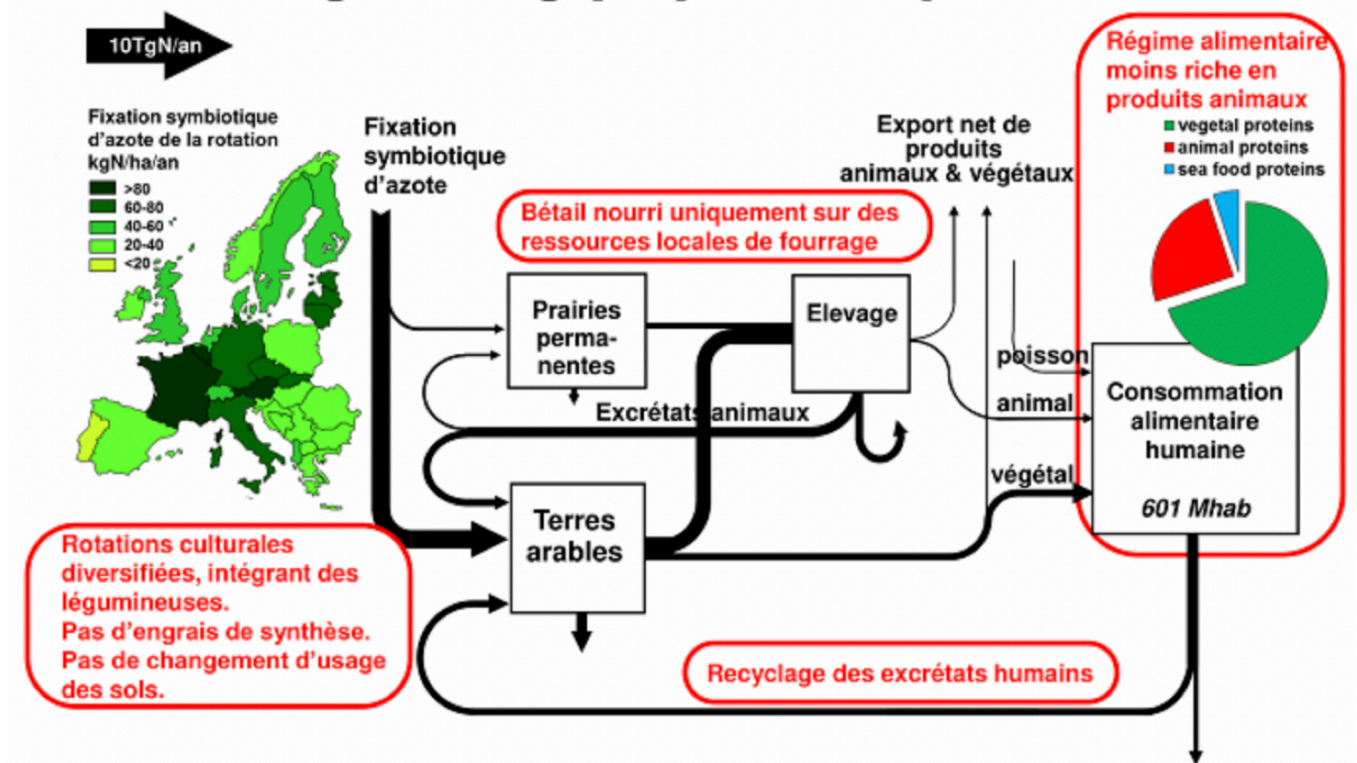 10TgN/an
Fixation symbiotique
d'azote de la rotation
kgN/ha/an
>80
60-80
40-60
20-40
<20
Fixation
symbiotique
d'azote
Export net de
produits
animaux & végétaux
Régime alimentaire
moins riche en
produits animaux
vegetal proteins
animal proteins
sea food proteins
Bétail nourri uniquement sur des
ressources locales de fourrage
Prairies
perma-
nentes
Elevage
poisson
animal
végétal
Excrétats animaux
Consommation
alimentaire
humaine
601 Mhab
Terres
arables
Rotations culturales
diversifiées, intégrant des
légumineuses.
Pas d'engrais de synthèse.
Pas de changement d'usage
des sols.
Recyclage des excrétats humains